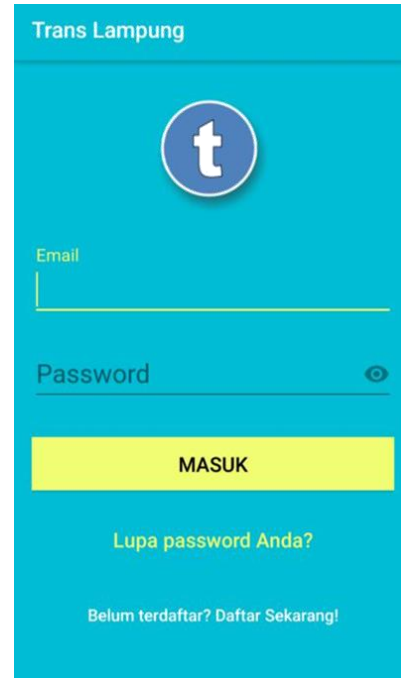 Trans Lampung
t
Email
Password
MASUK
Lupa password Anda?
Belum terdaftar? Daftar Sekarang!